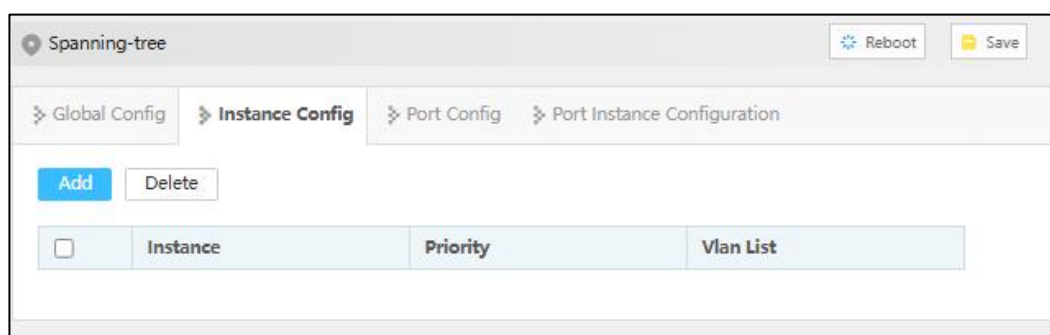 Spanning-tree Reboot Save
Global Config Instance Config Port Config Port Instance Configuration
Add Delete
Instance Priority Vlan List